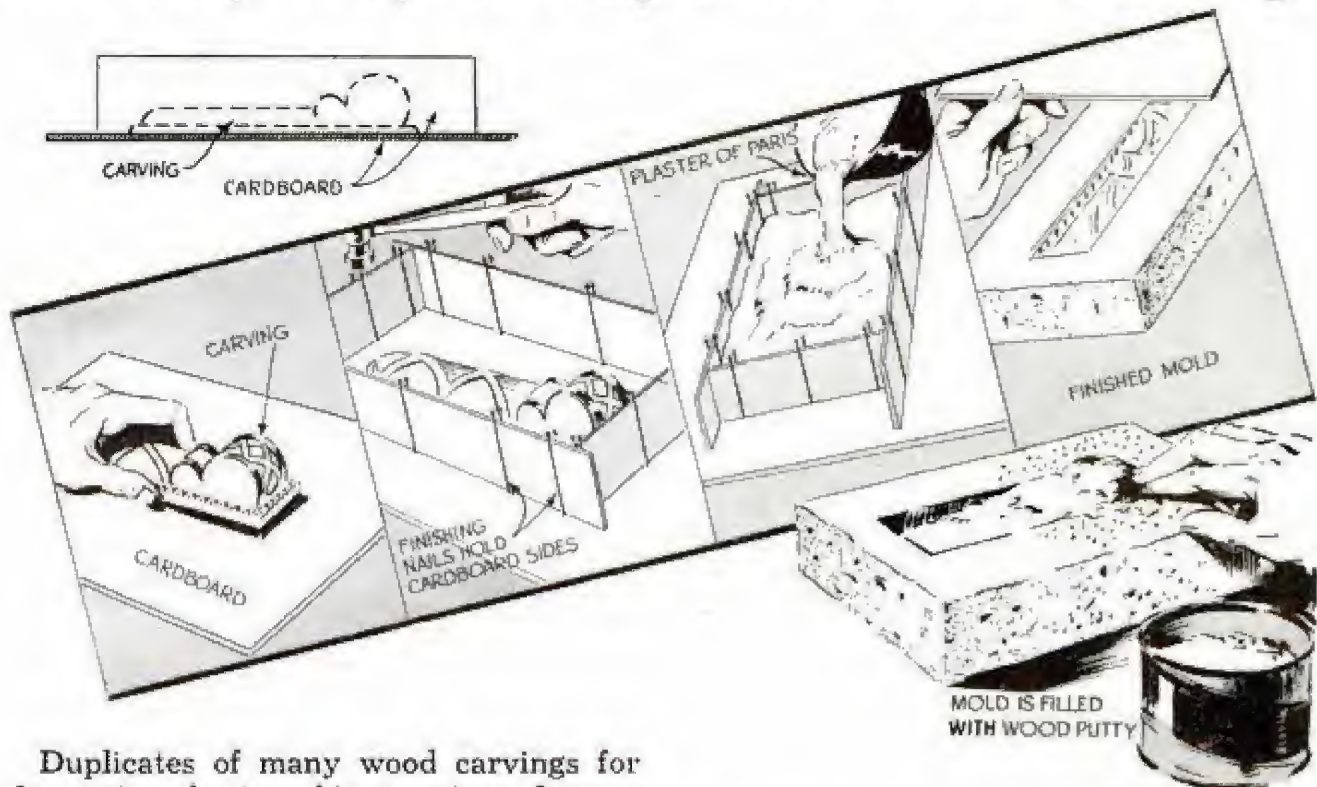 CARVING
CARDBOARD
CARVING
CARDBOARD
FINISHING
NAILS HOLD
CARDBOARD SIDES
PLASTER OF PARIS
FINISHED MOLD
MOLD IS FILLED
WITH WOOD PUTTY
Duplicates of many wood carvings for